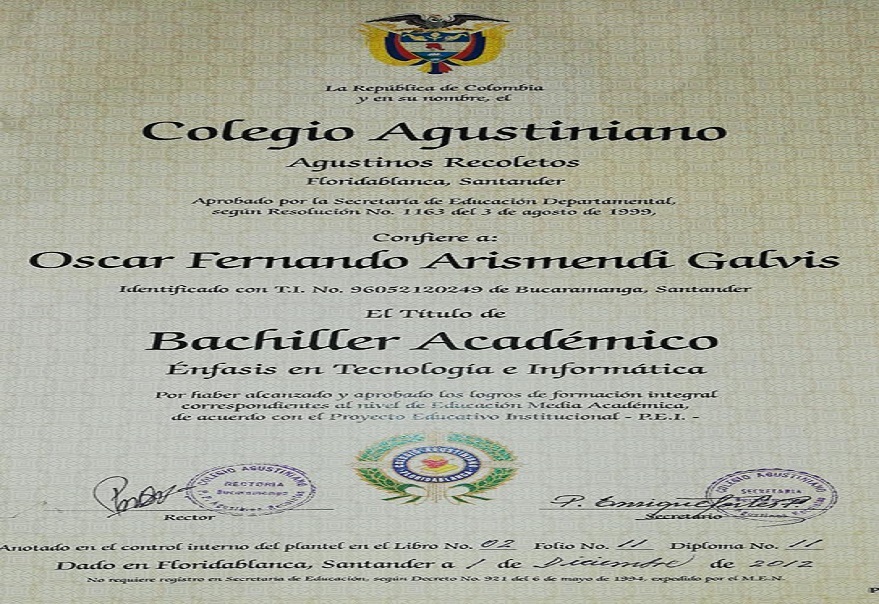 La República de Colombia
y en su nombre, el
Colegio Agustiniano
Agustinos Recoletos
Floridablanca, Santander
Aprobado por la Secretaría de Educación Departamental,
según Resolución No. 1163 del 3 de agosto de 1999,
Confiere a:
Oscar Fernando Arismendi Galvis
Identificado con T.I. No. 96052120249 de Bucaramanga, Santander
El Título de
Bachiller Académico
Énfasis en Tecnología e Informática
Por haber alcanzado y aprobado los logros de formación integral
correspondientes al nivel de Educación Media Académica,
de acuerdo con el Proyecto Educativo Institucional - P.E.I. -
COLEGIO AGUSTINIANO
FLORIDABLANCA
COLEGIO AGUSTINIANO
RECTORIA
Bucaramanga
COLEGIO AGUSTINIANO
SECRETARIA
P. Enrique
Rector
Secretario
Anotado en el control interno del plantel en el Libro No. 02 Folio No. 11 Diploma No. 11
Dado en Floridablanca, Santander a 1 de Diciembre de 2012
No requiere registro en Secretaría de Educación, según Decreto No. 921 del 6 de mayo de 1994, expedido por el M.E.N.